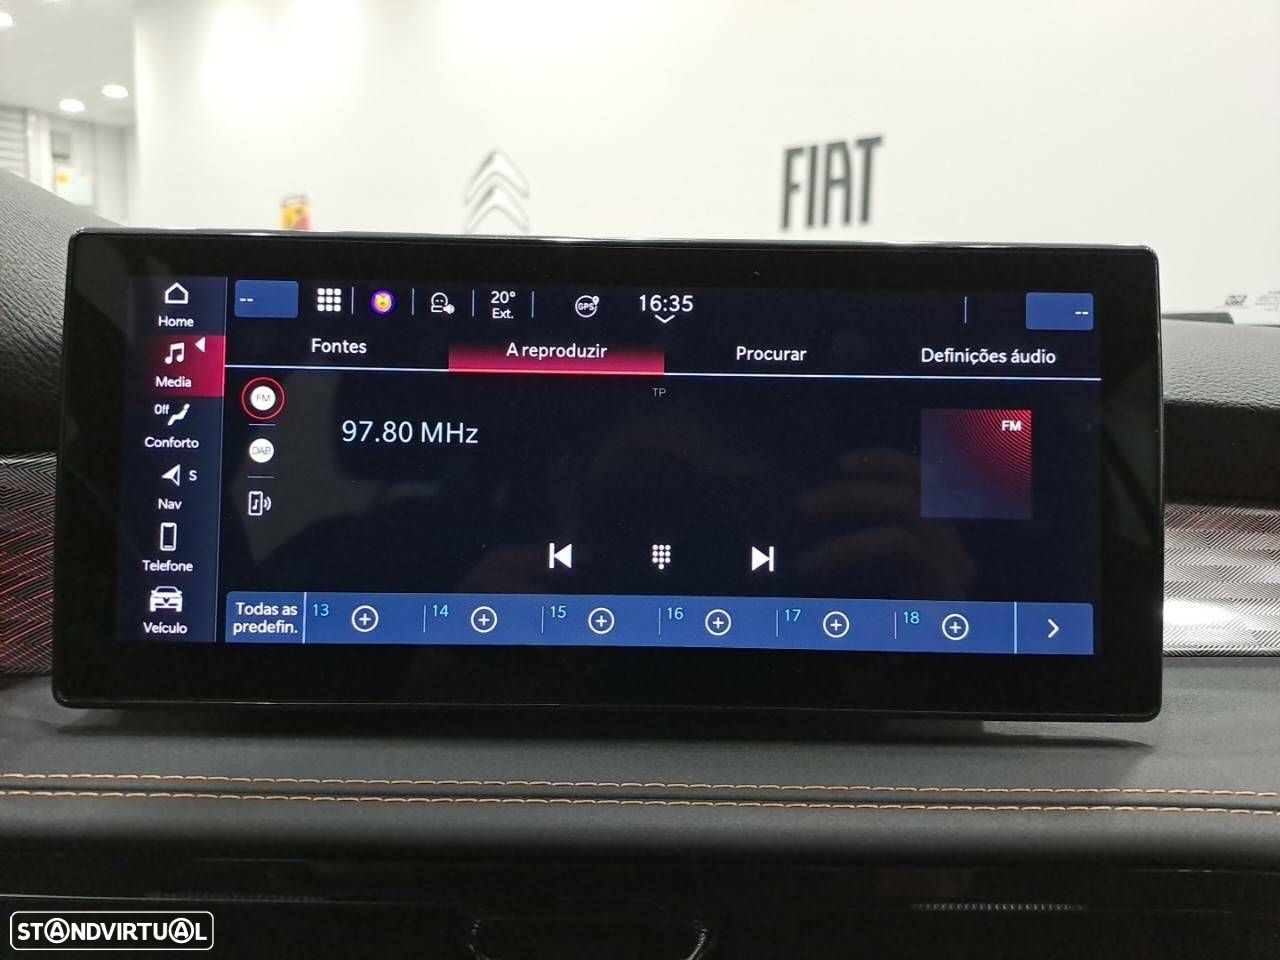 FIAT
--
20°
Ext.
GPS
16:35
--
Home
Media
Off
Conforto
S
Nav
Telefone
Veículo
Fontes
A reproduzir
Procurar
Definições áudio
TP
FM
DAB
97.80 MHz
FM
Todas as
predefin.
13
14
15
16
17
18
STANDVIRTUAL